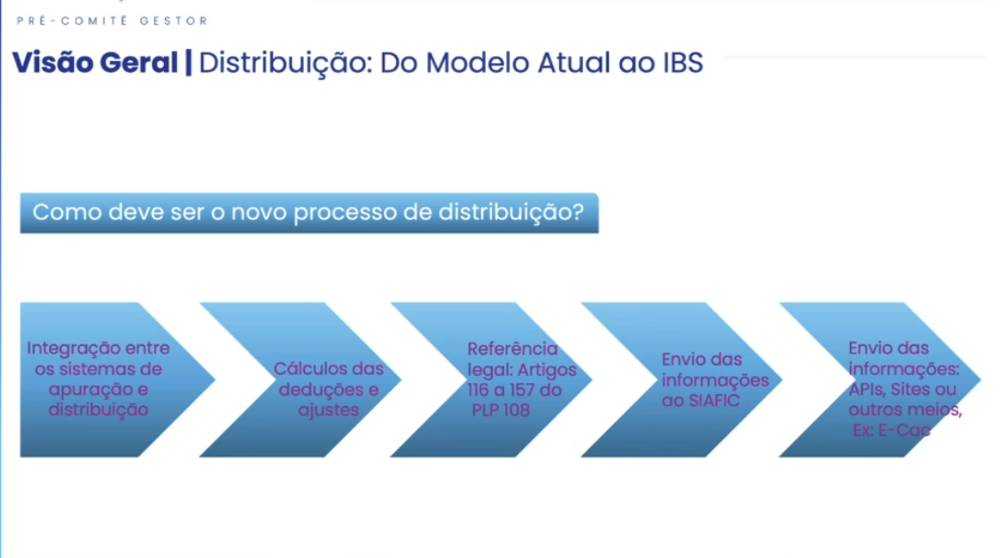 PRÉ-COMITÊ GESTOR
Visão Geral | Distribuição: Do Modelo Atual ao IBS
Como deve ser o novo processo de distribuição?
Integração entre
os sistemas de
apuração e
distribuição
Cálculos das
deduções e
ajustes
Referência
legal: Artigos
116 a 157 do
PLP 108
Envio das
informações
ao SIAFIC
Envio das
informações:
APIs, Sites ou
outros meios,
Ex: E-Cac